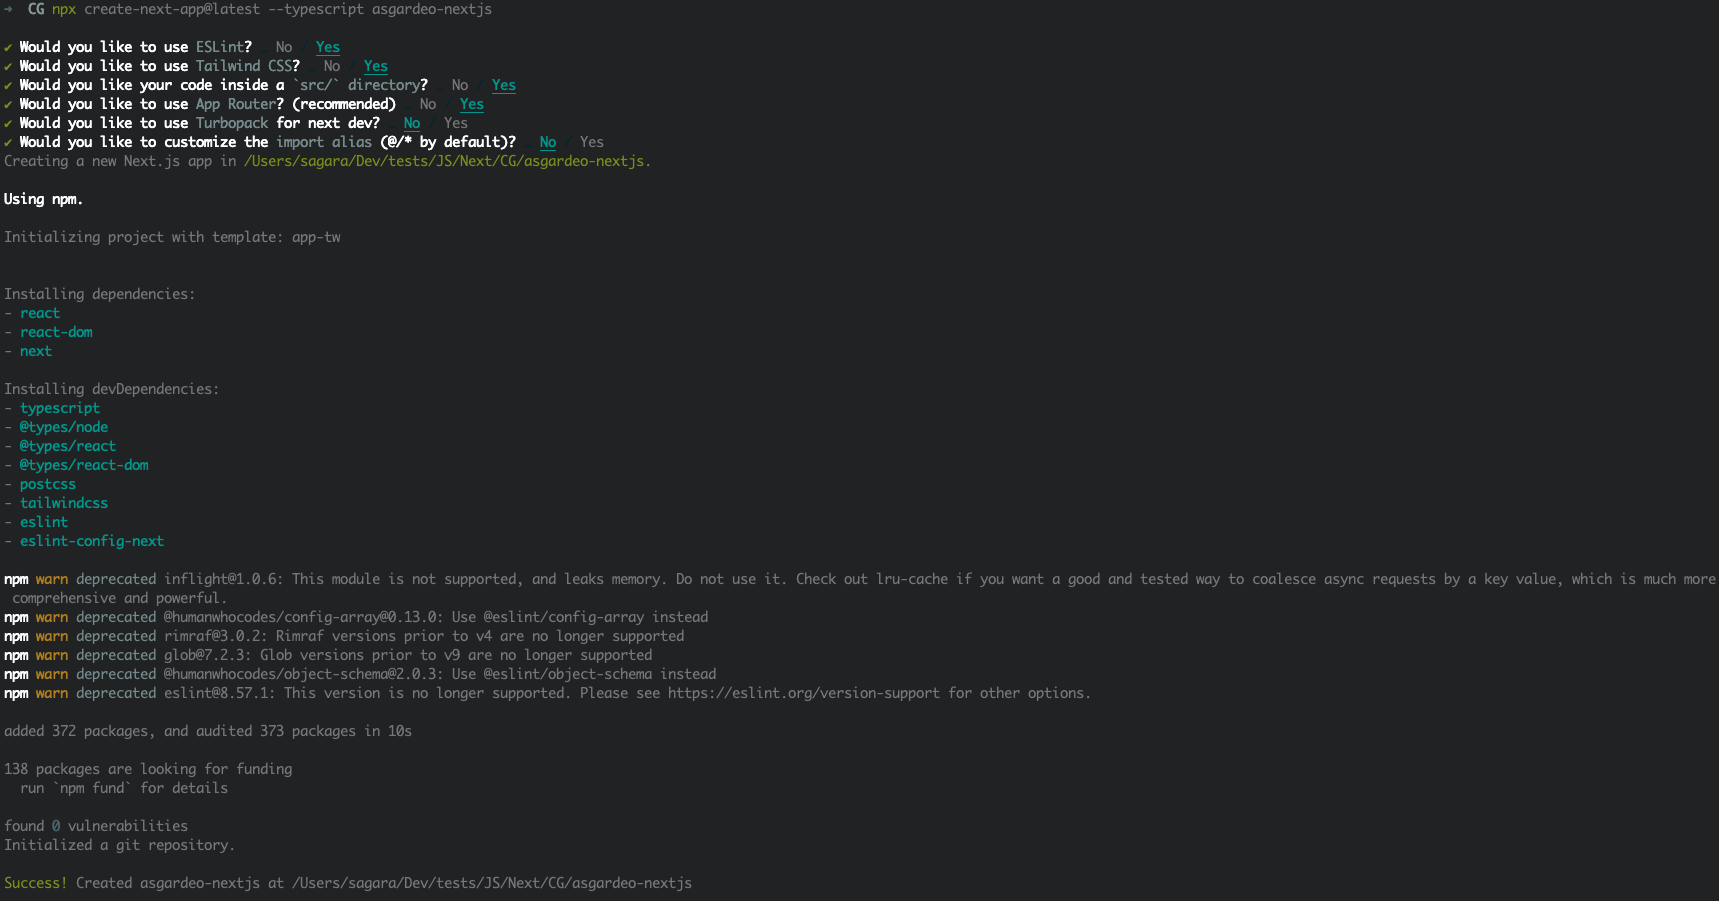 → CG npx create-next-app@latest --typescript asgardeo-nextjs
✔ Would you like to use ESLint? … No / Yes
✔ Would you like to use Tailwind CSS? … No / Yes
✔ Would you like your code inside a `src/` directory? … No / Yes
✔ Would you like to use App Router? (recommended) … No / Yes
✔ Would you like to use Turbopack for next dev? … No / Yes
✔ Would you like to customize the import alias (@/* by default)? … No / Yes
Creating a new Next.js app in /Users/sagara/Dev/tests/JS/Next/CG/asgardeo-nextjs.
Using npm.
Initializing project with template: app-tw
Installing dependencies:
- react
- react-dom
- next
Installing devDependencies:
- typescript
- @types/node
- @types/react
- @types/react-dom
- postcss
- tailwindcss
- eslint
- eslint-config-next
npm warn deprecated inflight@1.0.6: This module is not supported, and leaks memory. Do not use it. Check out lru-cache if you want a good and tested way to coalesce async requests by a key value, which is much more
comprehensive and powerful.
npm warn deprecated @humanwhocodes/config-array@0.13.0: Use @eslint/config-array instead
npm warn deprecated rimraf@3.0.2: Rimraf versions prior to v4 are no longer supported
npm warn deprecated glob@7.2.3: Glob versions prior to v9 are no longer supported
npm warn deprecated @humanwhocodes/object-schema@2.0.3: Use @eslint/object-schema instead
npm warn deprecated eslint@8.57.1: This version is no longer supported. Please see https://eslint.org/version-support for other options.
added 372 packages, and audited 373 packages in 10s
138 packages are looking for funding
run `npm fund` for details
found 0 vulnerabilities
Initialized a git repository.
Success! Created asgardeo-nextjs at /Users/sagara/Dev/tests/JS/Next/CG/asgardeo-nextjs